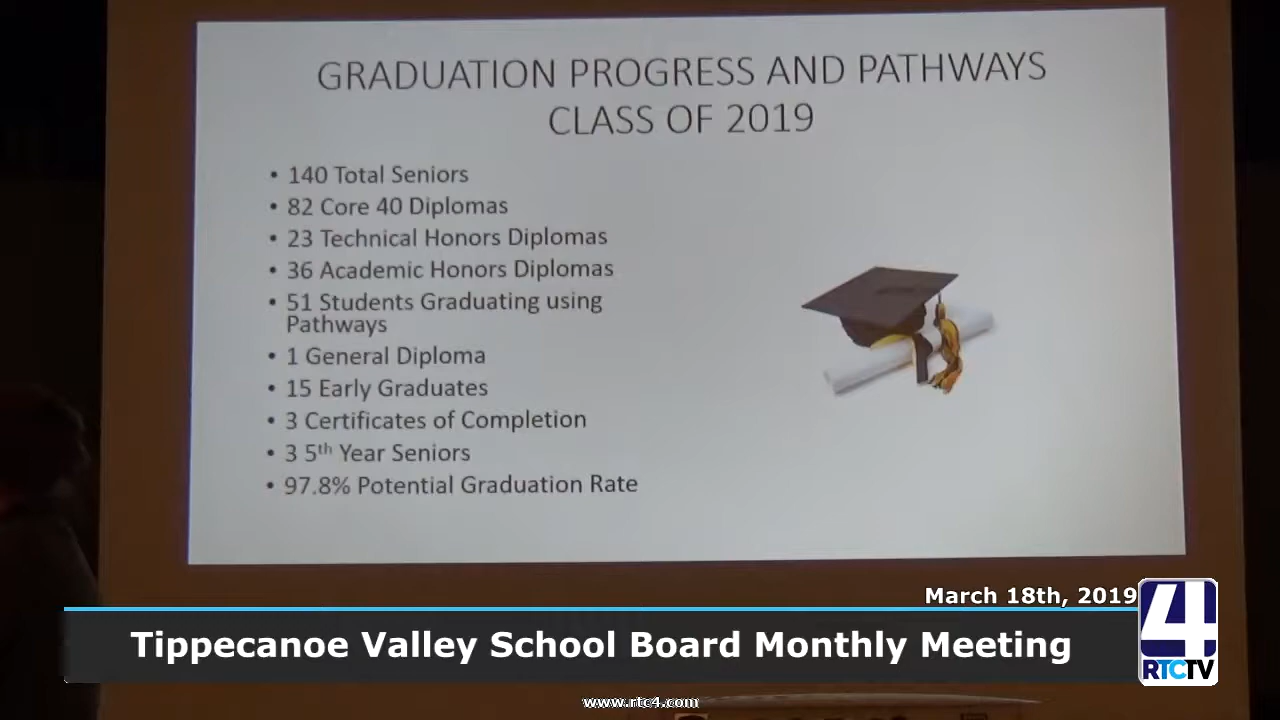 GRADUATION PROGRESS AND PATHWAYS
CLASS OF 2019
• 140 Total Seniors
• 82 Core 40 Diplomas
• 23 Technical Honors Diplomas
• 36 Academic Honors Diplomas
• 51 Students Graduating using
Pathways
• 1 General Diploma
• 15 Early Graduates
• 3 Certificates of Completion
• 3 5th Year Seniors
• 97.8% Potential Graduation Rate
March 18th, 2019
Tippecanoe Valley School Board Monthly Meeting
4
RTCTV
www.rtc4.com